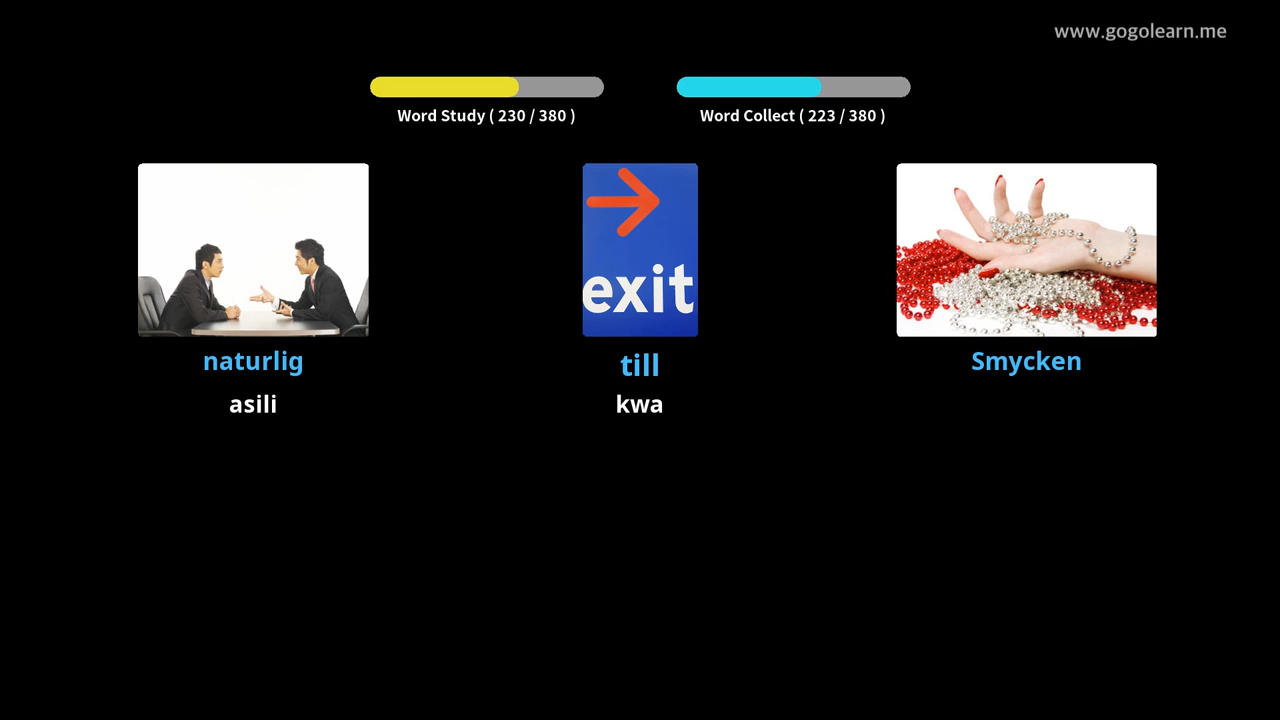 www.gogolearn.me
Word Study ( 230 / 380 )
Word Collect ( 223 / 380 )
exit
naturlig
till
Smycken
asili
kwa